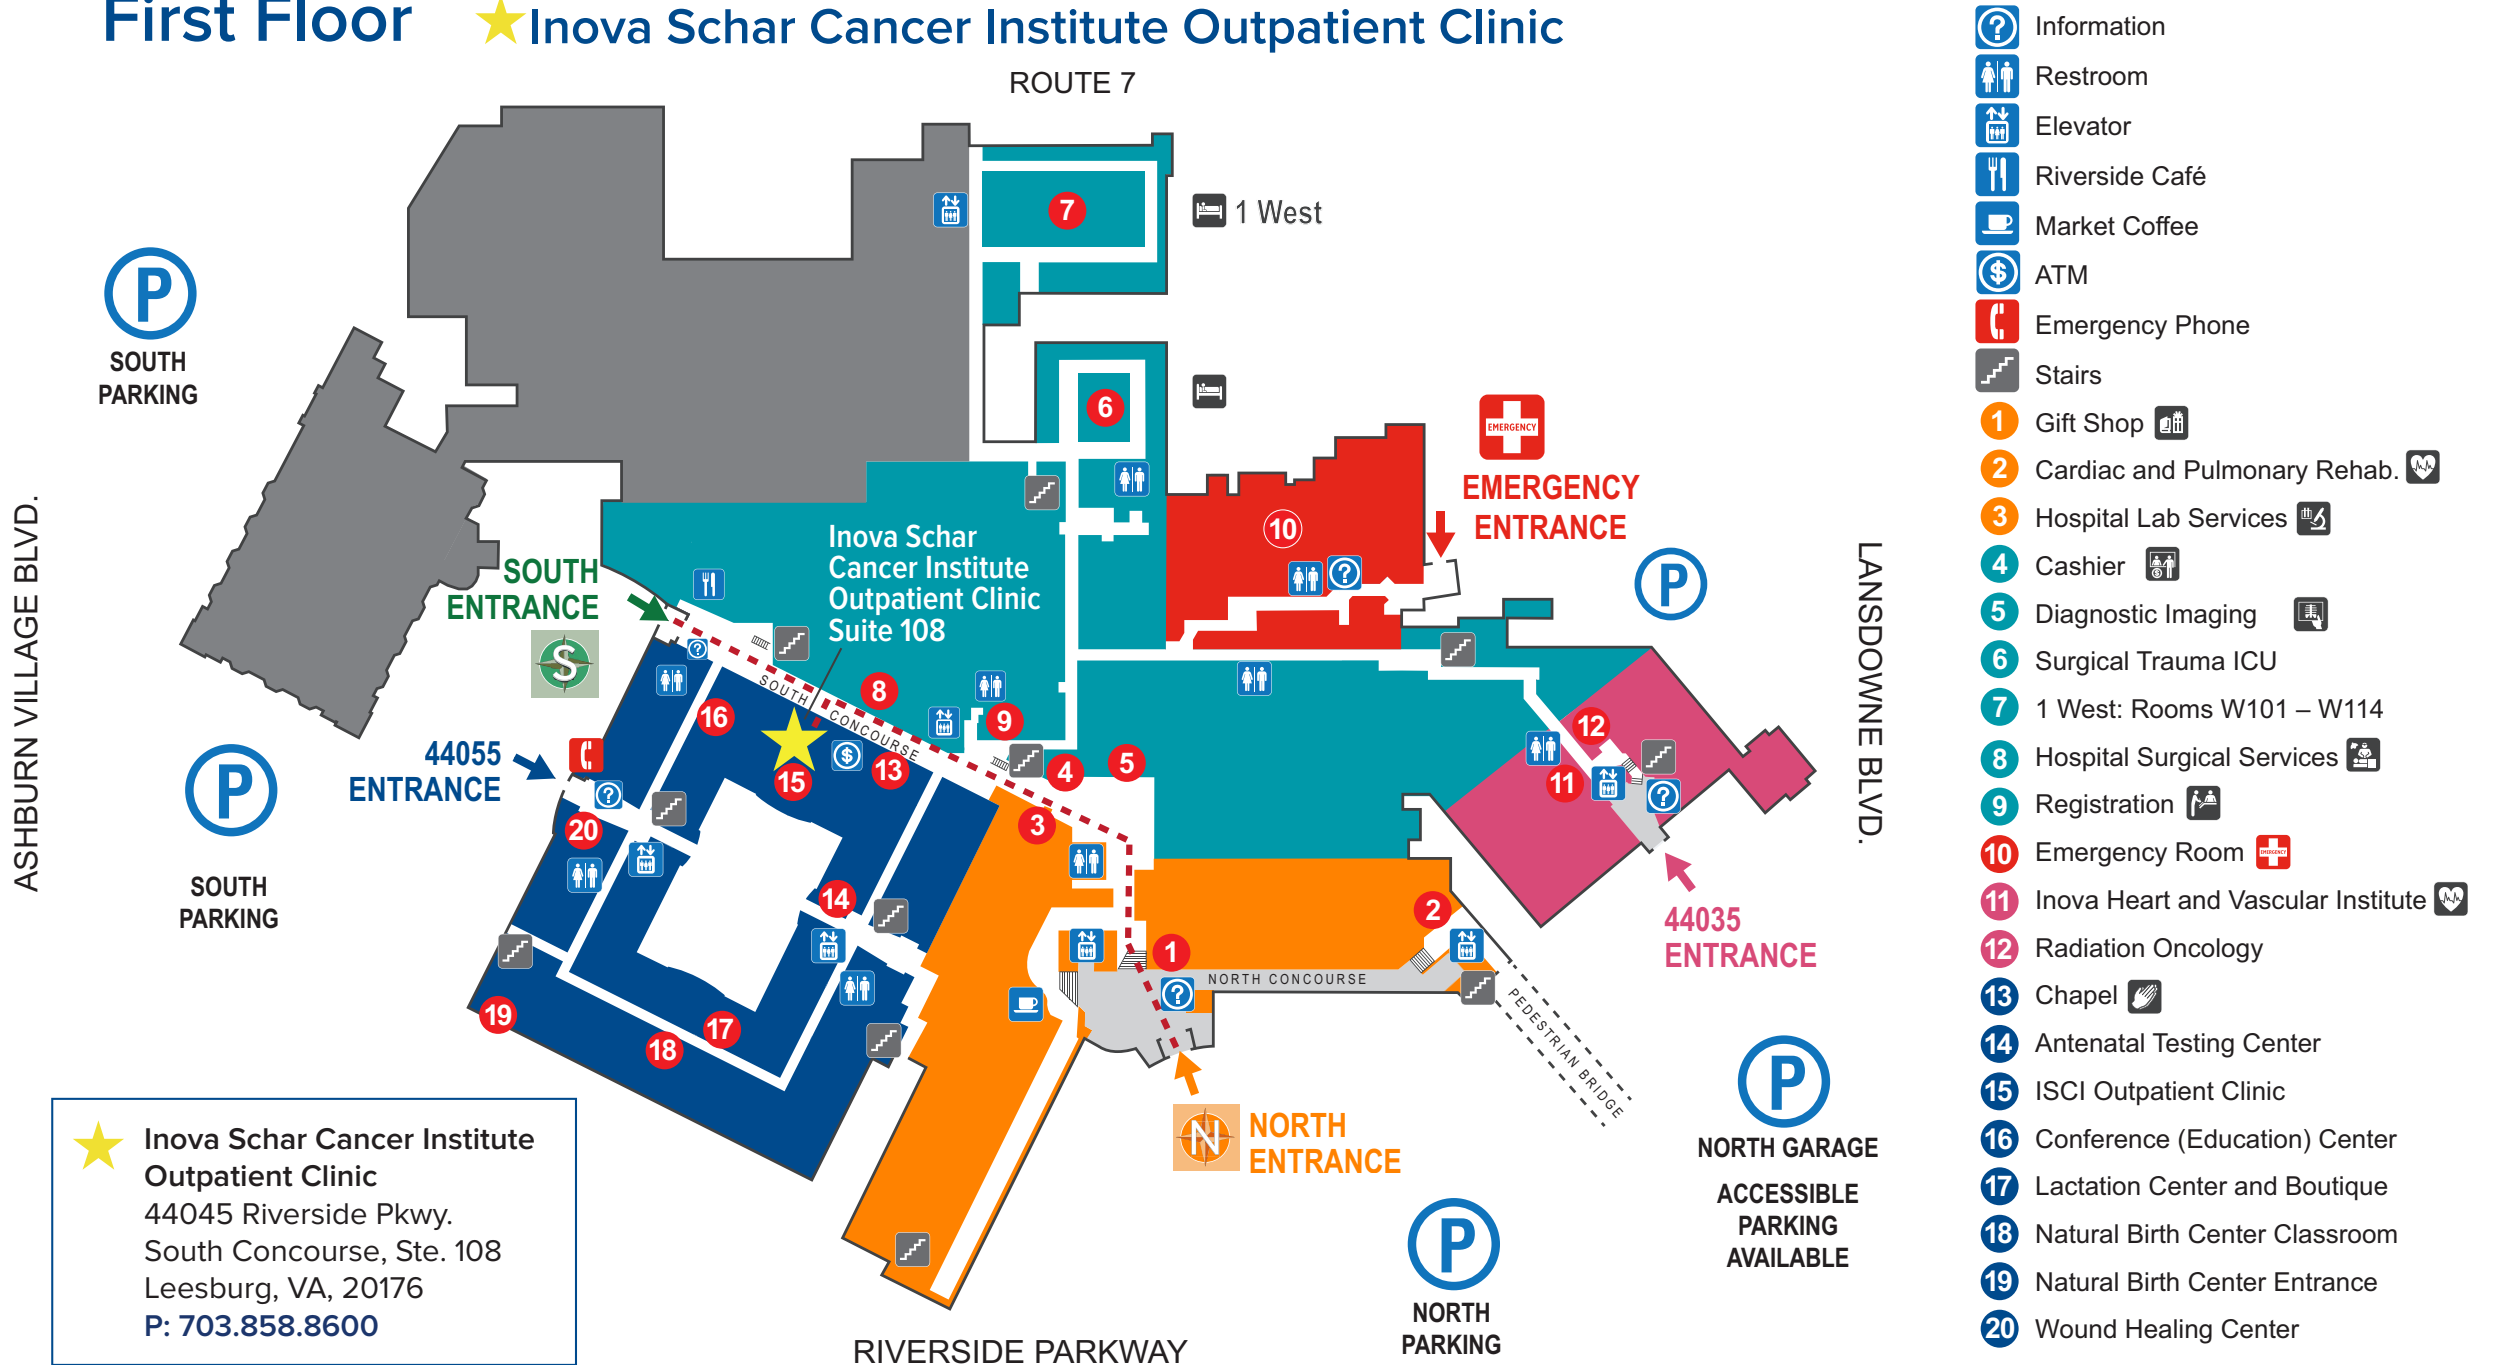 First Floor
Inova Schar Cancer Institute Outpatient Clinic
ROUTE 7
1 West
7
6
SOUTH
PARKING
EMERGENCY
EMERGENCY
ENTRANCE
10
Inova Schar
Cancer Institute
Outpatient Clinic
Suite 108
SOUTH
ENTRANCE
S
ASHBURN VILLAGE BLVD.
LANSDOWNE BLVD.
SOUTH CONCOURSE
8
9
16
12
44055
ENTRANCE
15
13
4
5
11
20
3
SOUTH
PARKING
14
2
44035
ENTRANCE
1
NORTH CONCOURSE
19
18
17
PEDESTRIAN BRIDGE
N
NORTH
ENTRANCE
NORTH GARAGE
ACCESSIBLE
PARKING
AVAILABLE
NORTH
PARKING
RIVERSIDE PARKWAY
P
P
P
P
P
Inova Schar Cancer Institute
Outpatient Clinic
44045 Riverside Pkwy.
South Concourse, Ste. 108
Leesburg, VA, 20176
P: 703.858.8600
Information
Restroom
Elevator
Riverside Café
Market Coffee
ATM
Emergency Phone
Stairs
1 Gift Shop
2 Cardiac and Pulmonary Rehab.
3 Hospital Lab Services
4 Cashier
5 Diagnostic Imaging
6 Surgical Trauma ICU
7 1 West: Rooms W101 – W114
8 Hospital Surgical Services
9 Registration
10 Emergency Room EMERGENCY
11 Inova Heart and Vascular Institute
12 Radiation Oncology
13 Chapel
14 Antenatal Testing Center
15 ISCI Outpatient Clinic
16 Conference (Education) Center
17 Lactation Center and Boutique
18 Natural Birth Center Classroom
19 Natural Birth Center Entrance
20 Wound Healing Center